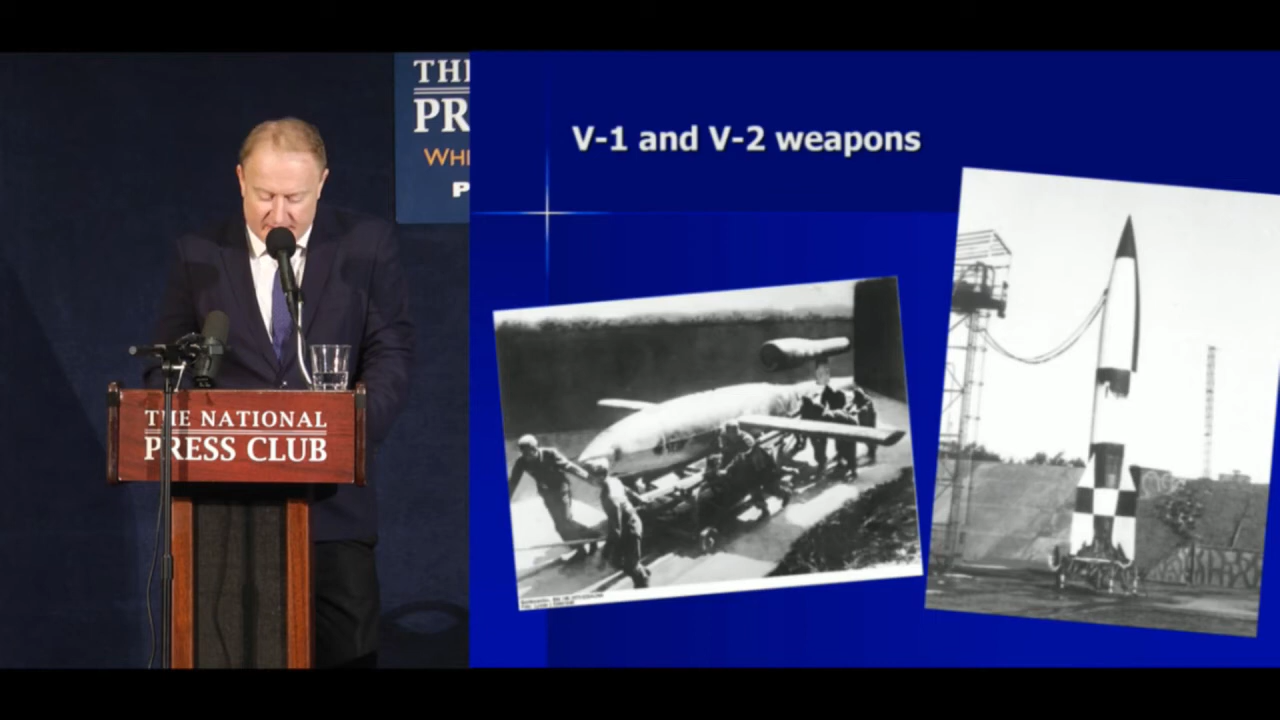 THE
PR
WH
P
THE NATIONAL
PRESS CLUB
V-1 and V-2 weapons